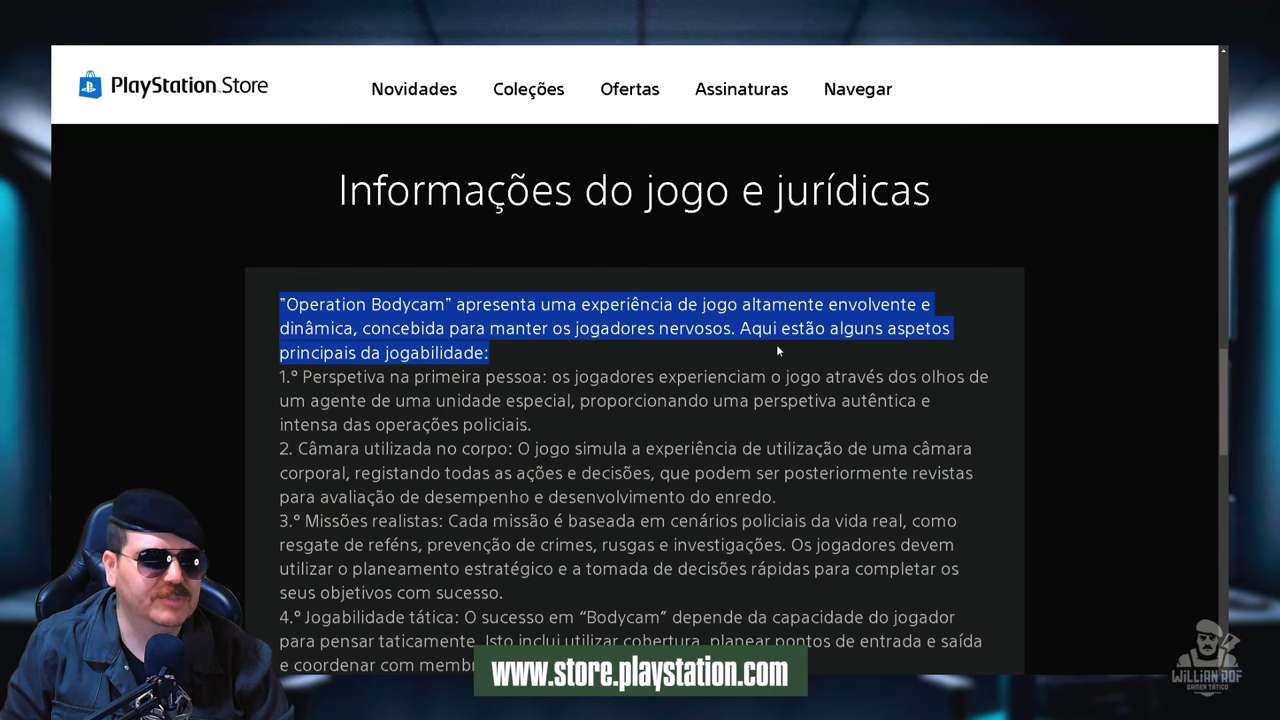 PlayStation Store
Novidades Coleções Ofertas Assinaturas Navegar
Informações do jogo e jurídicas
"Operation Bodycam" apresenta uma experiência de jogo altamente envolvente e
dinâmica, concebida para manter os jogadores nervosos. Aqui estão alguns aspetos
principais da jogabilidade:
1.º Perspetiva na primeira pessoa: os jogadores experienciam o jogo através dos olhos de
um agente de uma unidade especial, proporcionando uma perspetiva autêntica e
intensa das operações policiais.
2. Câmara utilizada no corpo: O jogo simula a experiência de utilização de uma câmara
corporal, registando todas as ações e decisões, que podem ser posteriormente revistas
para avaliação de desempenho e desenvolvimento do enredo.
3.º Missões realistas: Cada missão é baseada em cenários policiais da vida real, como
resgate de reféns, prevenção de crimes, rusgas e investigações. Os jogadores devem
utilizar o planeamento estratégico e a tomada de decisões rápidas para completar os
seus objetivos com sucesso.
4.º Jogabilidade tática: O sucesso em “Bodycam” depende da capacidade do jogador
para pensar taticamente. Isto inclui utilizar cobertura, planear pontos de entrada e saída
e coordenar com
www.store.playstation.com
WILLIAN ROF
GAMER TÁTICO